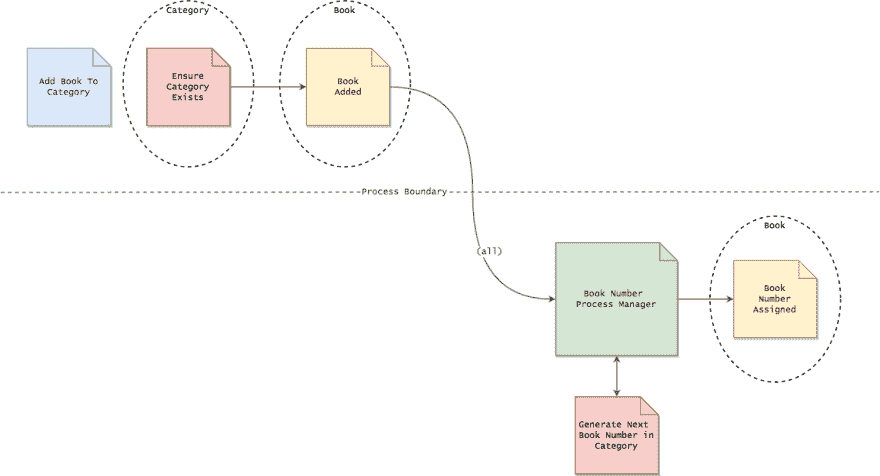 Category
Book
Add Book To
Category
Ensure
Category
Exists
Book
Added
Process Boundary
(all)
Book
Book Number
Process Manager
Book
Number
Assigned
Generate Next
Book Number in
Category